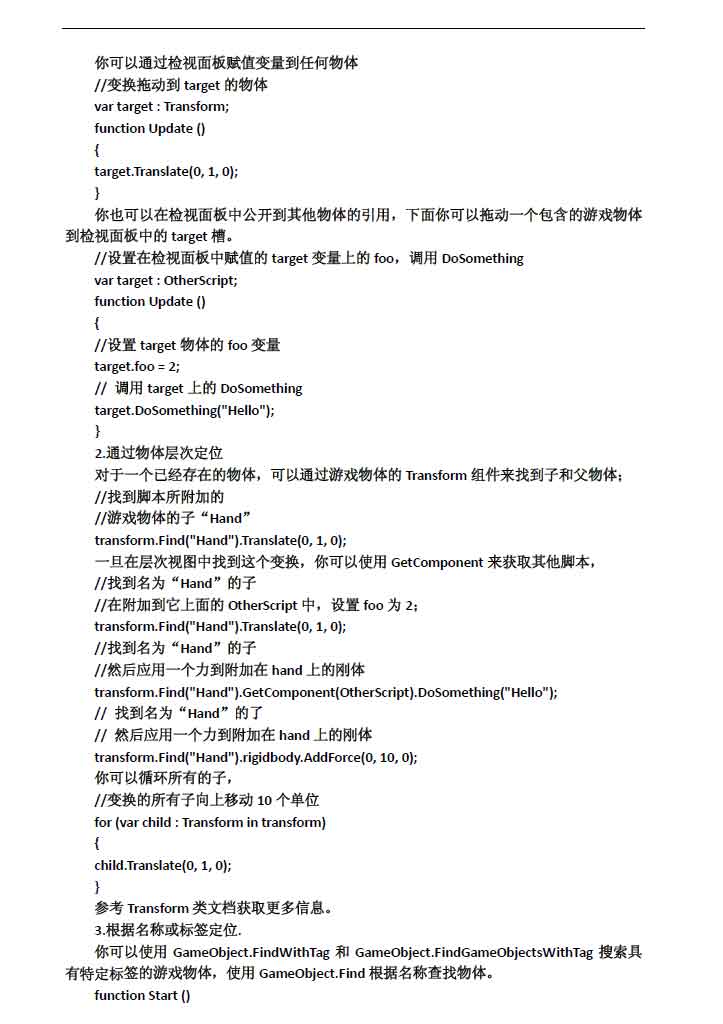 你可以通过检视面板赋值变量到任何物体
//变换拖动到 target 的物体
var target : Transform;
function Update ()
{
target.Translate(0, 1, 0);
}
你也可以在检视面板中公开到其他物体的引用，下面你可以拖动一个包含的游戏物体
到检视面板中的 target 槽。
//设置在检视面板中赋值的 target 变量上的 foo，调用 DoSomething
var target : OtherScript;
function Update ()
{
//设置 target 物体的 foo 变量
target.foo = 2;
// 调用 target 上的 DoSomething
target.DoSomething("Hello");
}
2.通过物体层次定位
对于一个已经存在的物体，可以通过游戏物体的 Transform 组件来找到子和父物体；
//找到脚本所附加的
//游戏物体的子“Hand”
transform.Find("Hand").Translate(0, 1, 0);
一旦在层次视图中找到这个变换，你可以使用 GetComponent 来获取其他脚本，
//找到名为“Hand”的子
//在附加到它上面的 OtherScript 中，设置 foo 为 2；
transform.Find("Hand").Translate(0, 1, 0);
//找到名为“Hand”的子
//然后应用一个力到附加在 hand 上的刚体
transform.Find("Hand").GetComponent(OtherScript).DoSomething("Hello");
// 找到名为“Hand”的了
// 然后应用一个力到附加在 hand 上的刚体
transform.Find("Hand").rigidbody.AddForce(0, 10, 0);
你可以循环所有的子，
//变换的所有子向上移动 10 个单位
for (var child : Transform in transform)
{
child.Translate(0, 1, 0);
}
参考 Transform 类文档获取更多信息。
3.根据名称或标签定位.
你可以使用 GameObject.FindWithTag 和 GameObject.FindGameObjectsWithTag 搜索具
有特定标签的游戏物体，使用 GameObject.Find 根据名称查找物体。
function Start ()